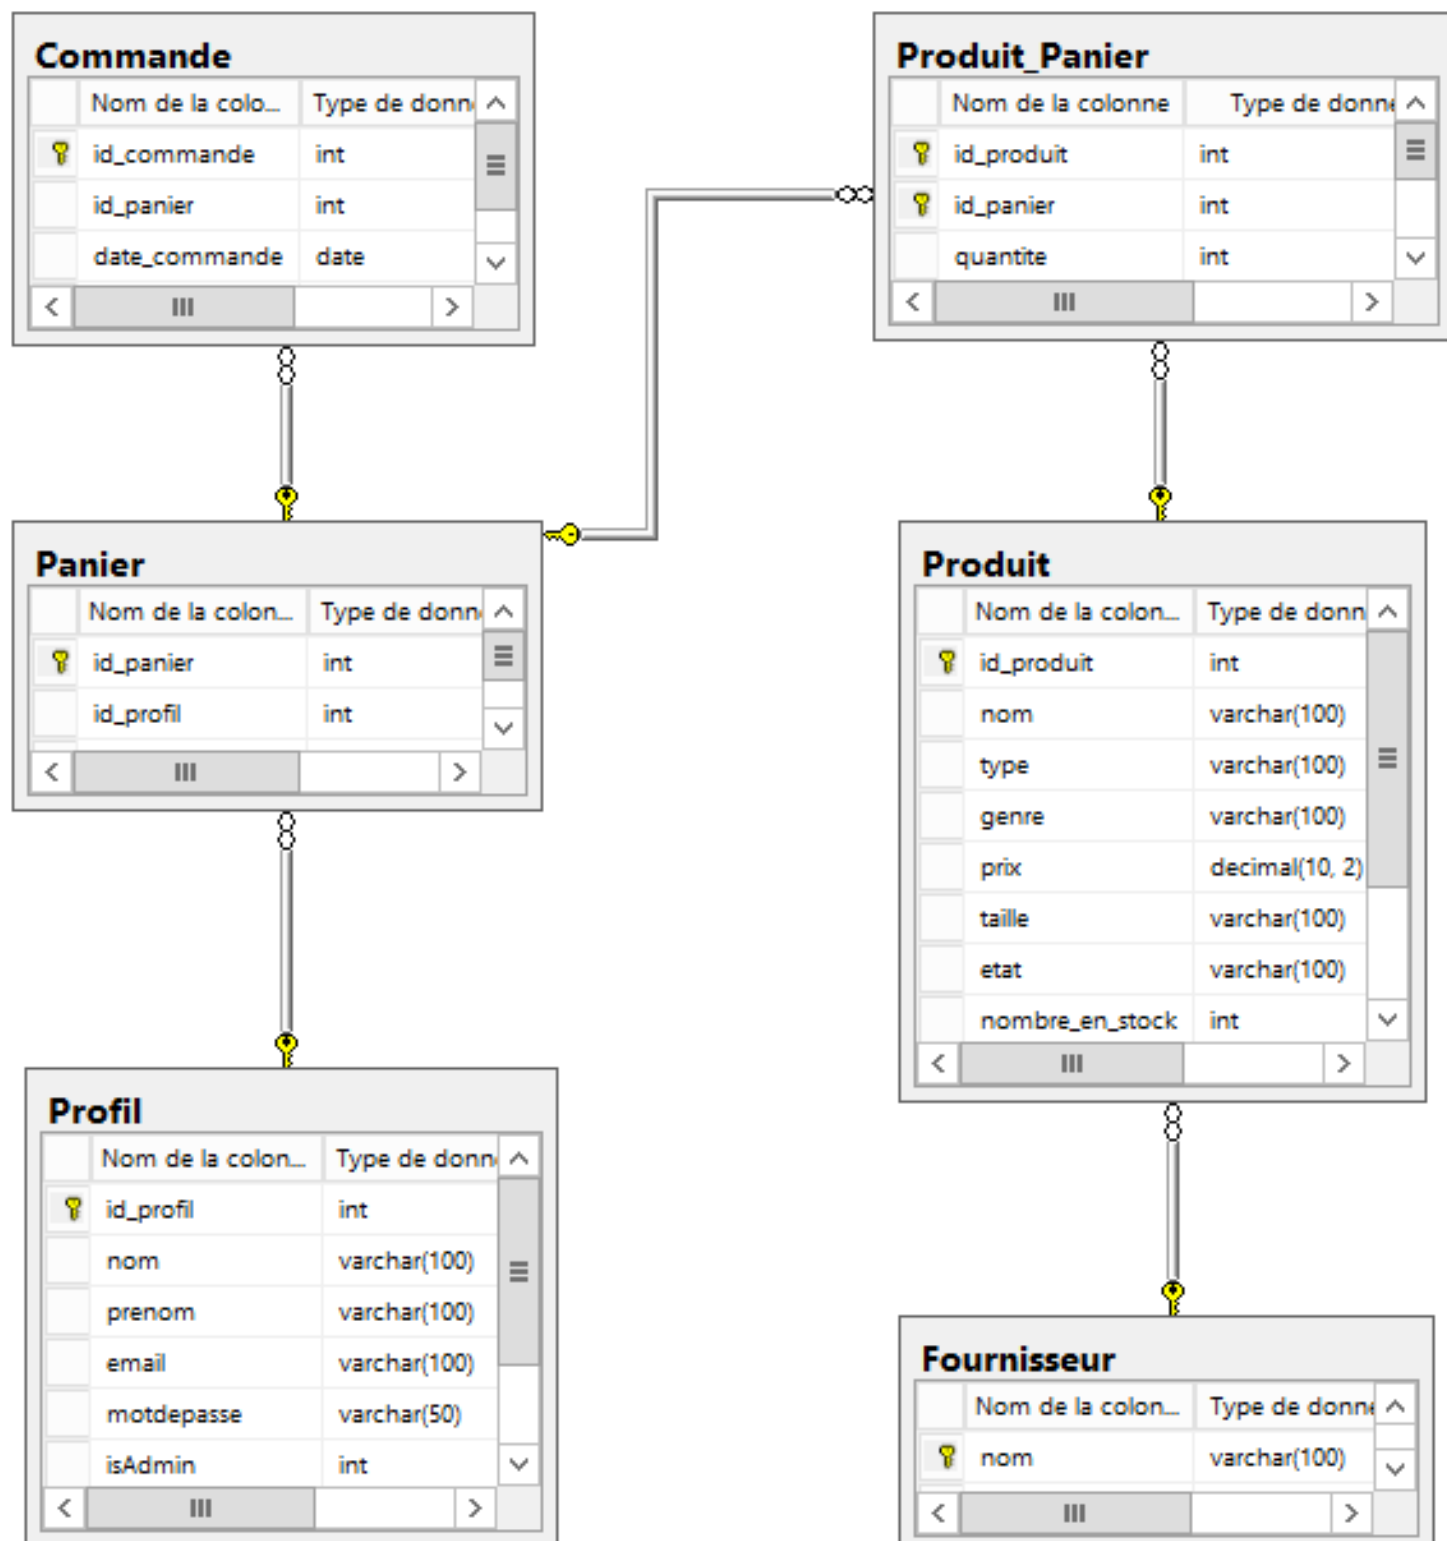 Commande
Nom de la colo... Type de donn
id_commande int
id_panier int
date_commande date
Produit_Panier
Nom de la colonne Type de donné
id_produit int
id_panier int
quantite int
Panier
Nom de la colon... Type de donn
id_panier int
id_profil int
Produit
Nom de la colon... Type de donn
id_produit int
nom varchar(100)
type varchar(100)
genre varchar(100)
prix decimal(10, 2)
taille varchar(100)
etat varchar(100)
nombre_en_stock int
Profil
Nom de la colon... Type de donn
id_profil int
nom varchar(100)
prenom varchar(100)
email varchar(100)
motdepasse varchar(50)
isAdmin int
Fournisseur
Nom de la colon... Type de donné
nom varchar(100)